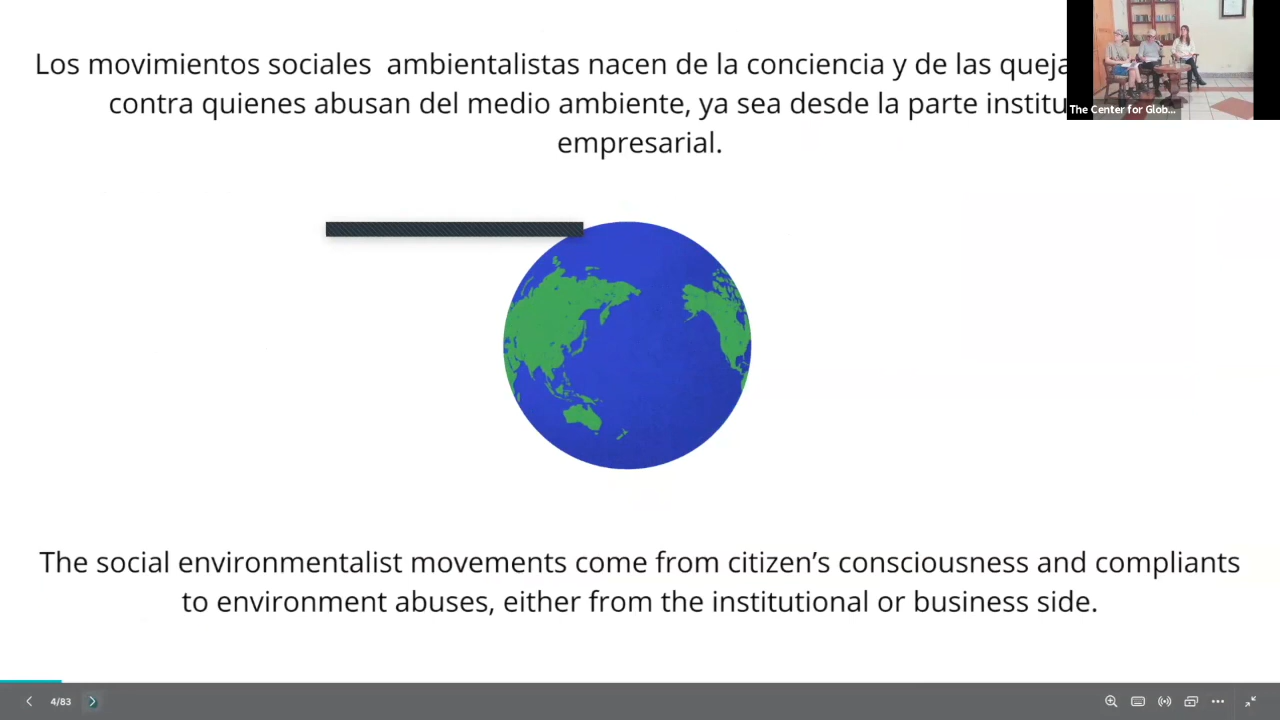 Los movimientos sociales ambientalistas nacen de la conciencia y de las
contra quienes abusan del medio ambiente, ya sea desde la parte
empresarial.
The Center for Glob...
The social environmentalist movements come from citizen’s consciousness and compliants
to environment abuses, either from the institutional or business side.
4/83